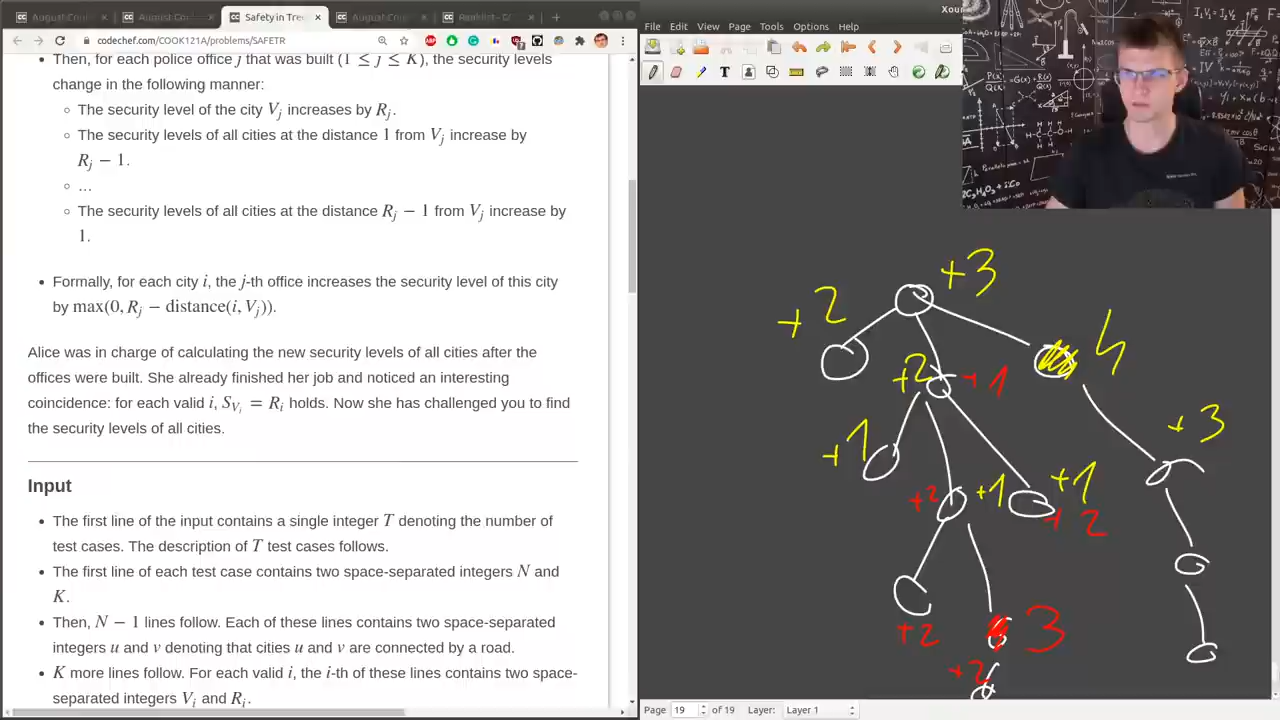 August Co
August Co
Safety in Tre
August Cou
Ranklist - C
codechef.com/COOK121A/problems/SAFETR
Then, for each police office j that was built (1 ≤ j ≤ K), the security levels
change in the following manner:
The security level of the city Vj increases by Rj.
The security levels of all cities at the distance 1 from Vj increase by
Rj − 1.
...
The security levels of all cities at the distance Rj − 1 from Vj increase by
1.
Formally, for each city i, the j-th office increases the security level of this city
by max(0, Rj − distance(i, Vj)).
Alice was in charge of calculating the new security levels of all cities after the
offices were built. She already finished her job and noticed an interesting
coincidence: for each valid i, SVi = Ri holds. Now she has challenged you to find
the security levels of all cities.
Input
The first line of the input contains a single integer T denoting the number of
test cases. The description of T test cases follows.
The first line of each test case contains two space-separated integers N and
K.
Then, N − 1 lines follow. Each of these lines contains two space-separated
integers u and v denoting that cities u and v are connected by a road.
K more lines follow. For each valid i, the i-th of these lines contains two space-
separated integers Vi and Ri.
Xour
File Edit View Page Tools Options Help
+3
+2
4
+2 +1
+3
+1
+2 +1 +1
+2
+2 3
+2
Page 19 of 19 Layer: Layer 1